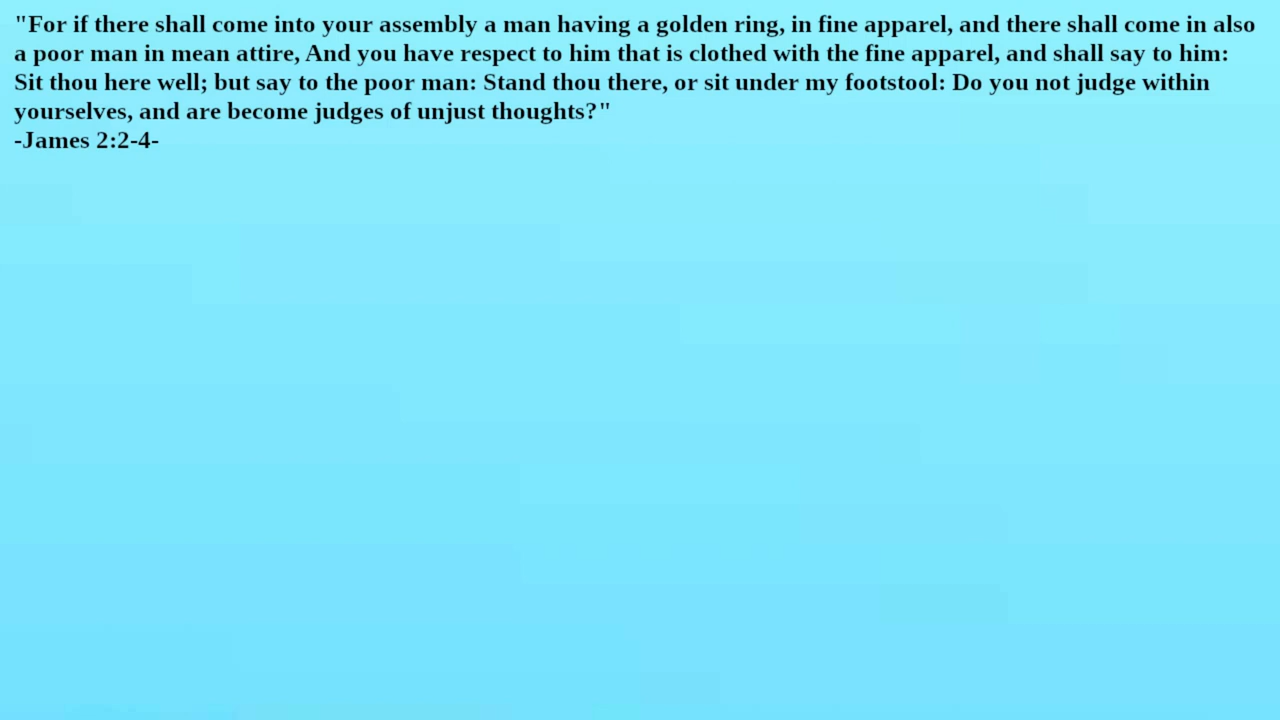 "For if there shall come into your assembly a man having a golden ring, in fine apparel, and there shall come in also
a poor man in mean attire, And you have respect to him that is clothed with the fine apparel, and shall say to him:
Sit thou here well; but say to the poor man: Stand thou there, or sit under my footstool: Do you not judge within
yourselves, and are become judges of unjust thoughts?"
-James 2:2-4-